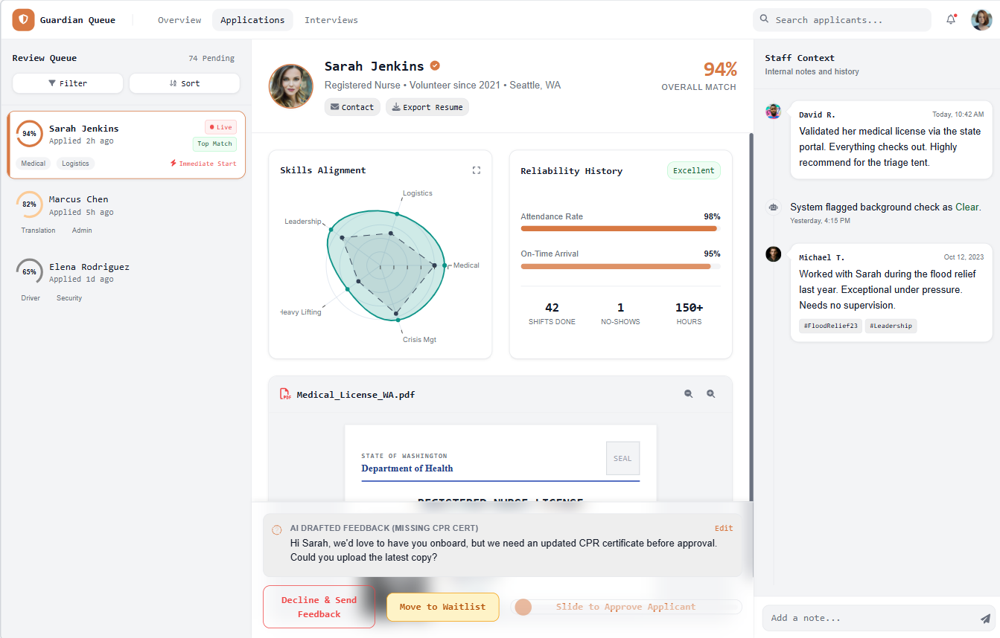 Guardian Queue
Overview
Applications
Interviews
Search applicants...
Review Queue
74 Pending
Filter
Sort
94%
Sarah Jenkins
Applied 2h ago
Live
Top Match
Medical
Logistics
Immediate Start
82%
Marcus Chen
Applied 5h ago
Translation
Admin
65%
Elena Rodriguez
Applied 1d ago
Driver
Security
Sarah Jenkins
Registered Nurse • Volunteer since 2021 • Seattle, WA
Contact
Export Resume
94%
OVERALL MATCH
Skills Alignment
Logistics
Leadership
Medical
Heavy Lifting
Crisis Mgt
Reliability History
Excellent
Attendance Rate
98%
On-Time Arrival
95%
42
SHIFTS DONE
1
NO-SHOWS
150+
HOURS
PDF
Medical_License_WA.pdf
STATE OF WASHINGTON
Department of Health
SEAL
REGISTERED NURSE LICENSE
AI DRAFTED FEEDBACK (MISSING CPR CERT)
Edit
Hi Sarah, we'd love to have you onboard, but we need an updated CPR certificate before approval.
Could you upload the latest copy?
Decline & Send
Feedback
Move to Waitlist
Slide to Approve Applicant
Staff Context
Internal notes and history
David R.
Today, 10:42 AM
Validated her medical license via the state
portal. Everything checks out. Highly
recommend for the triage tent.
System flagged background check as Clear.
Yesterday, 4:15 PM
Michael T.
Oct 12, 2023
Worked with Sarah during the flood relief
last year. Exceptional under pressure.
Needs no supervision.
#FloodRelief23
#Leadership
Add a note...